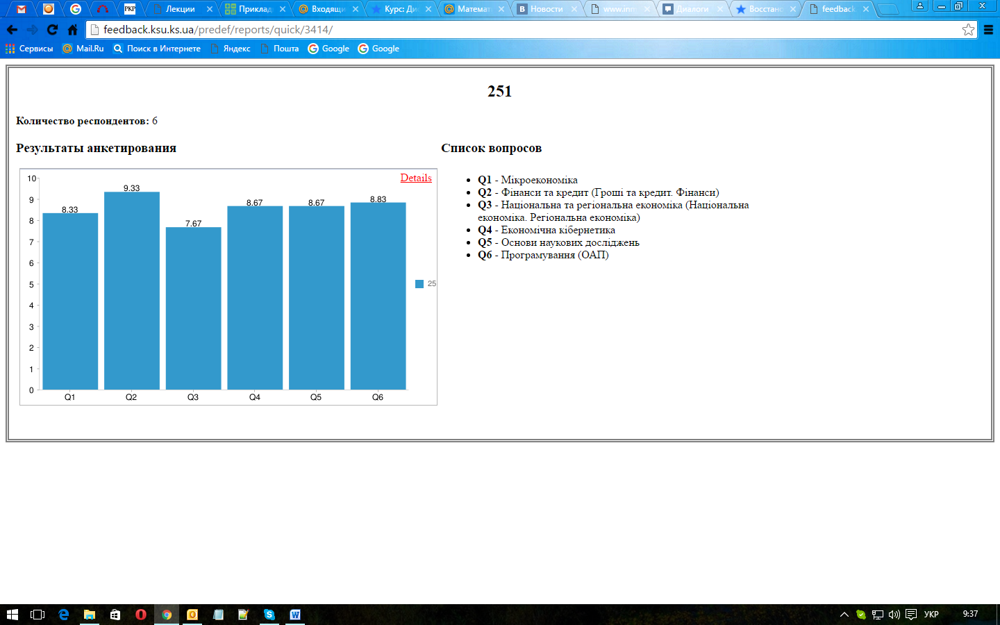 Лекции
Приклад
Входящи
Курс: Ди
Математ
Новости
www.inm
Диалоги
Восстано
feedback
feedback.ksu.ks.ua/predef/reports/quick/3414/
Сервисы
Mail.Ru
Поиск в Интернете
Яндекс
Пошта
Google
Google
251
Количество респондентов: 6
Результаты анкетирования
Details
10
9
8
7
6
5
4
3
2
1
0
8.33
9.33
7.67
8.67
8.67
8.83
Q1
Q2
Q3
Q4
Q5
Q6
25
Список вопросов
Q1 - Мікроекономіка
Q2 - Фінанси та кредит (Гроші та кредит. Фінанси)
Q3 - Національна та регіональна економіка (Національна
економіка. Регіональна економіка)
Q4 - Економічна кібернетика
Q5 - Основи наукових досліджень
Q6 - Програмування (ОАП)
УКР
9:37